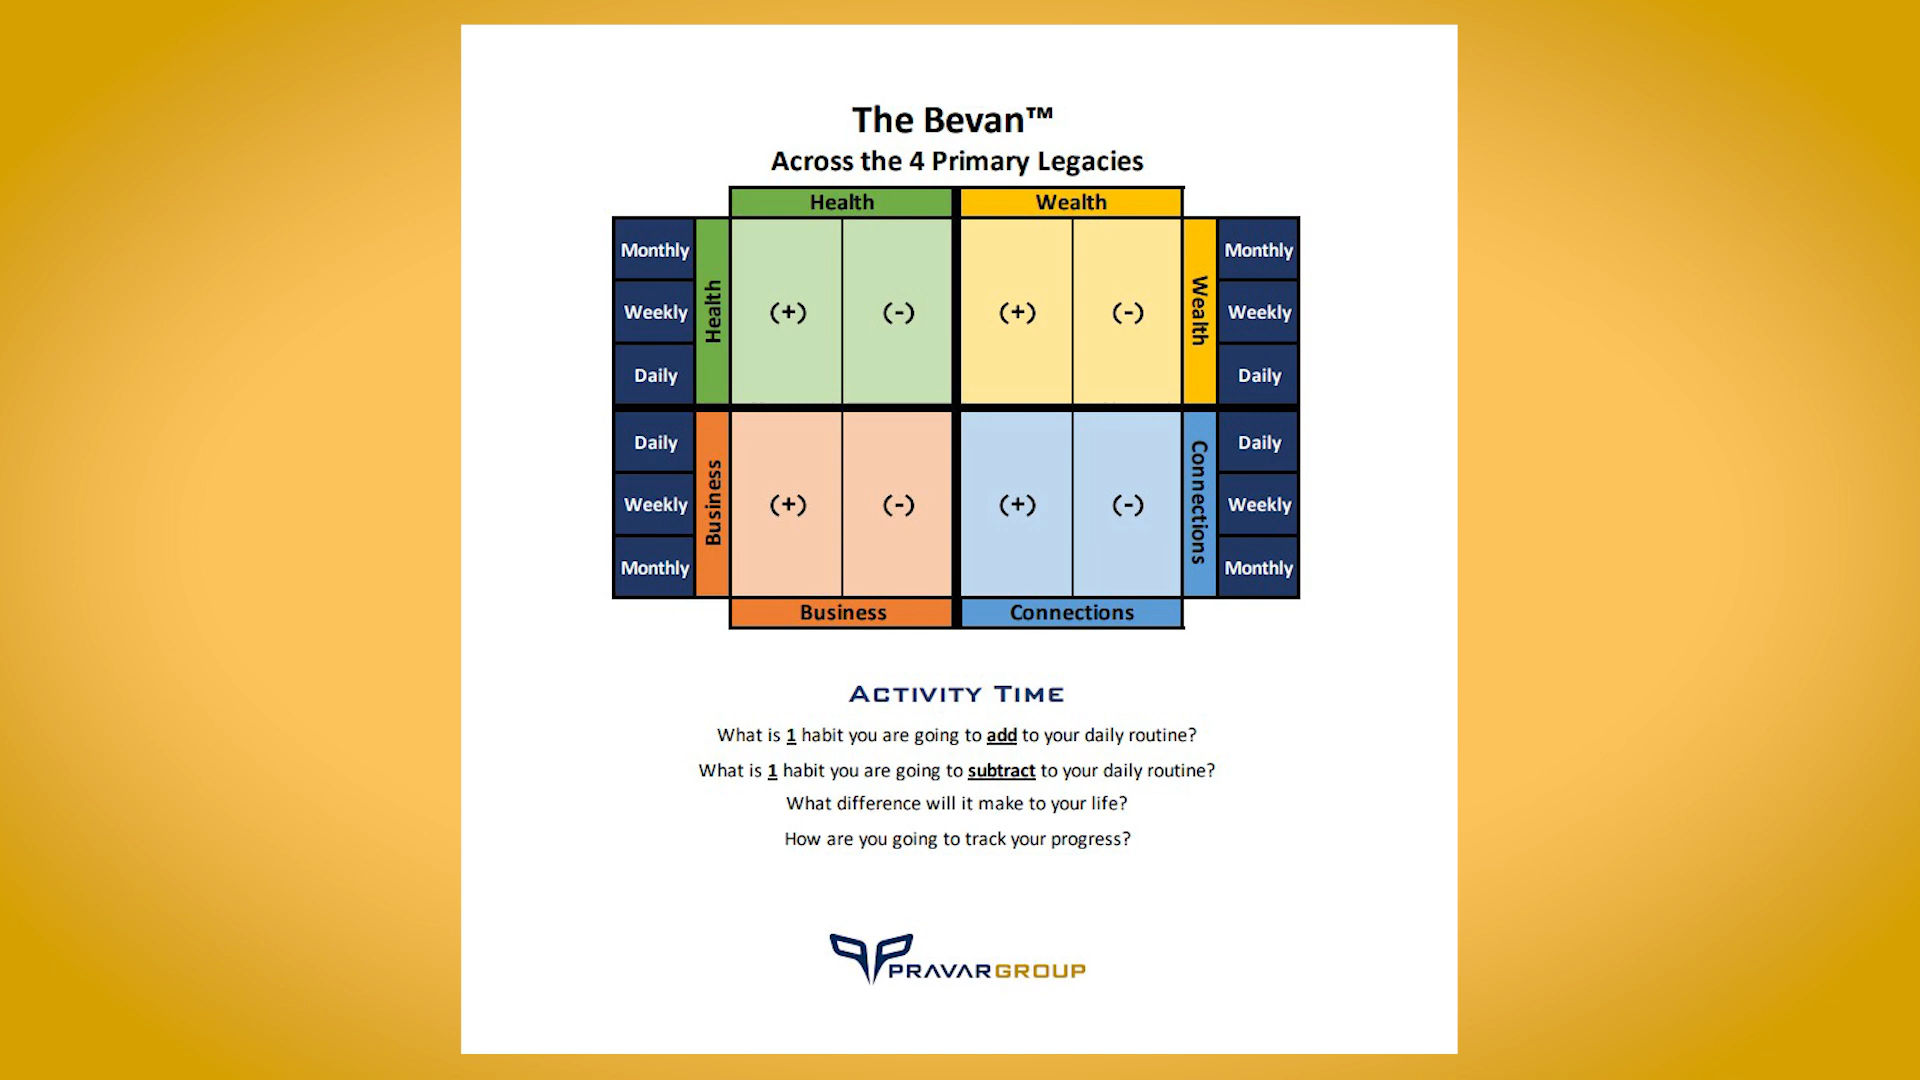 The Bevan™
Across the 4 Primary Legacies
Health Wealth
Monthly Monthly
Weekly Health (+) (-) (+) (-) Wealth Weekly
Daily Daily
Daily Daily
Weekly Business (+) (-) (+) (-) Connections Weekly
Monthly Monthly
Business Connections
ACTIVITY TIME
What is 1 habit you are going to add to your daily routine?
What is 1 habit you are going to subtract to your daily routine?
What difference will it make to your life?
How are you going to track your progress?
PRAVARGROUP